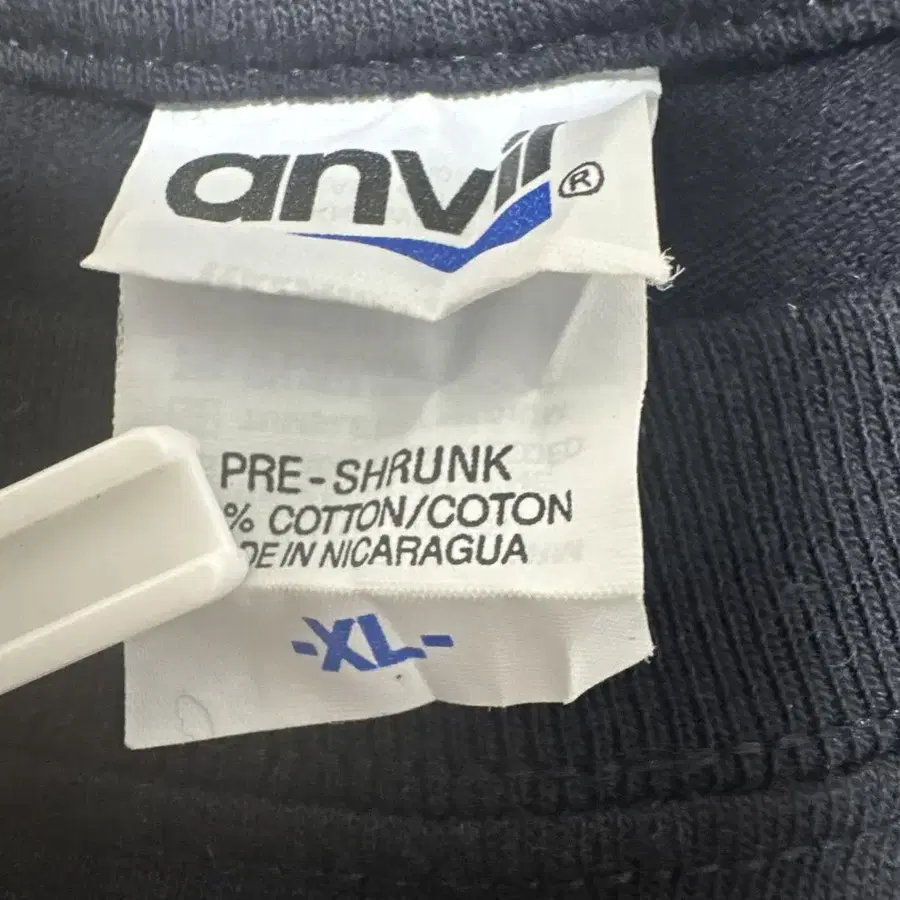 anvil ®
PRE-SHRUNK
% COTTON/COTON
DE IN NICARAGUA
-XL-